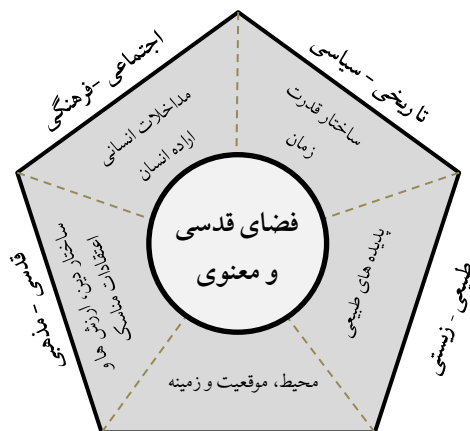 اجتماعی - فرهنگی
تاریخی - سیاسی
مداخلات انسانی
اراده انسان
ساختار قدرت
زمان
فضای قدسی
و معنوی
قدسی - مذهبی
ساختار دین، ارزش ها و
اعتقادات مناسک
پدیده های طبیعی
طبیعی - زیستی
محیط، موقعیت و زمینه